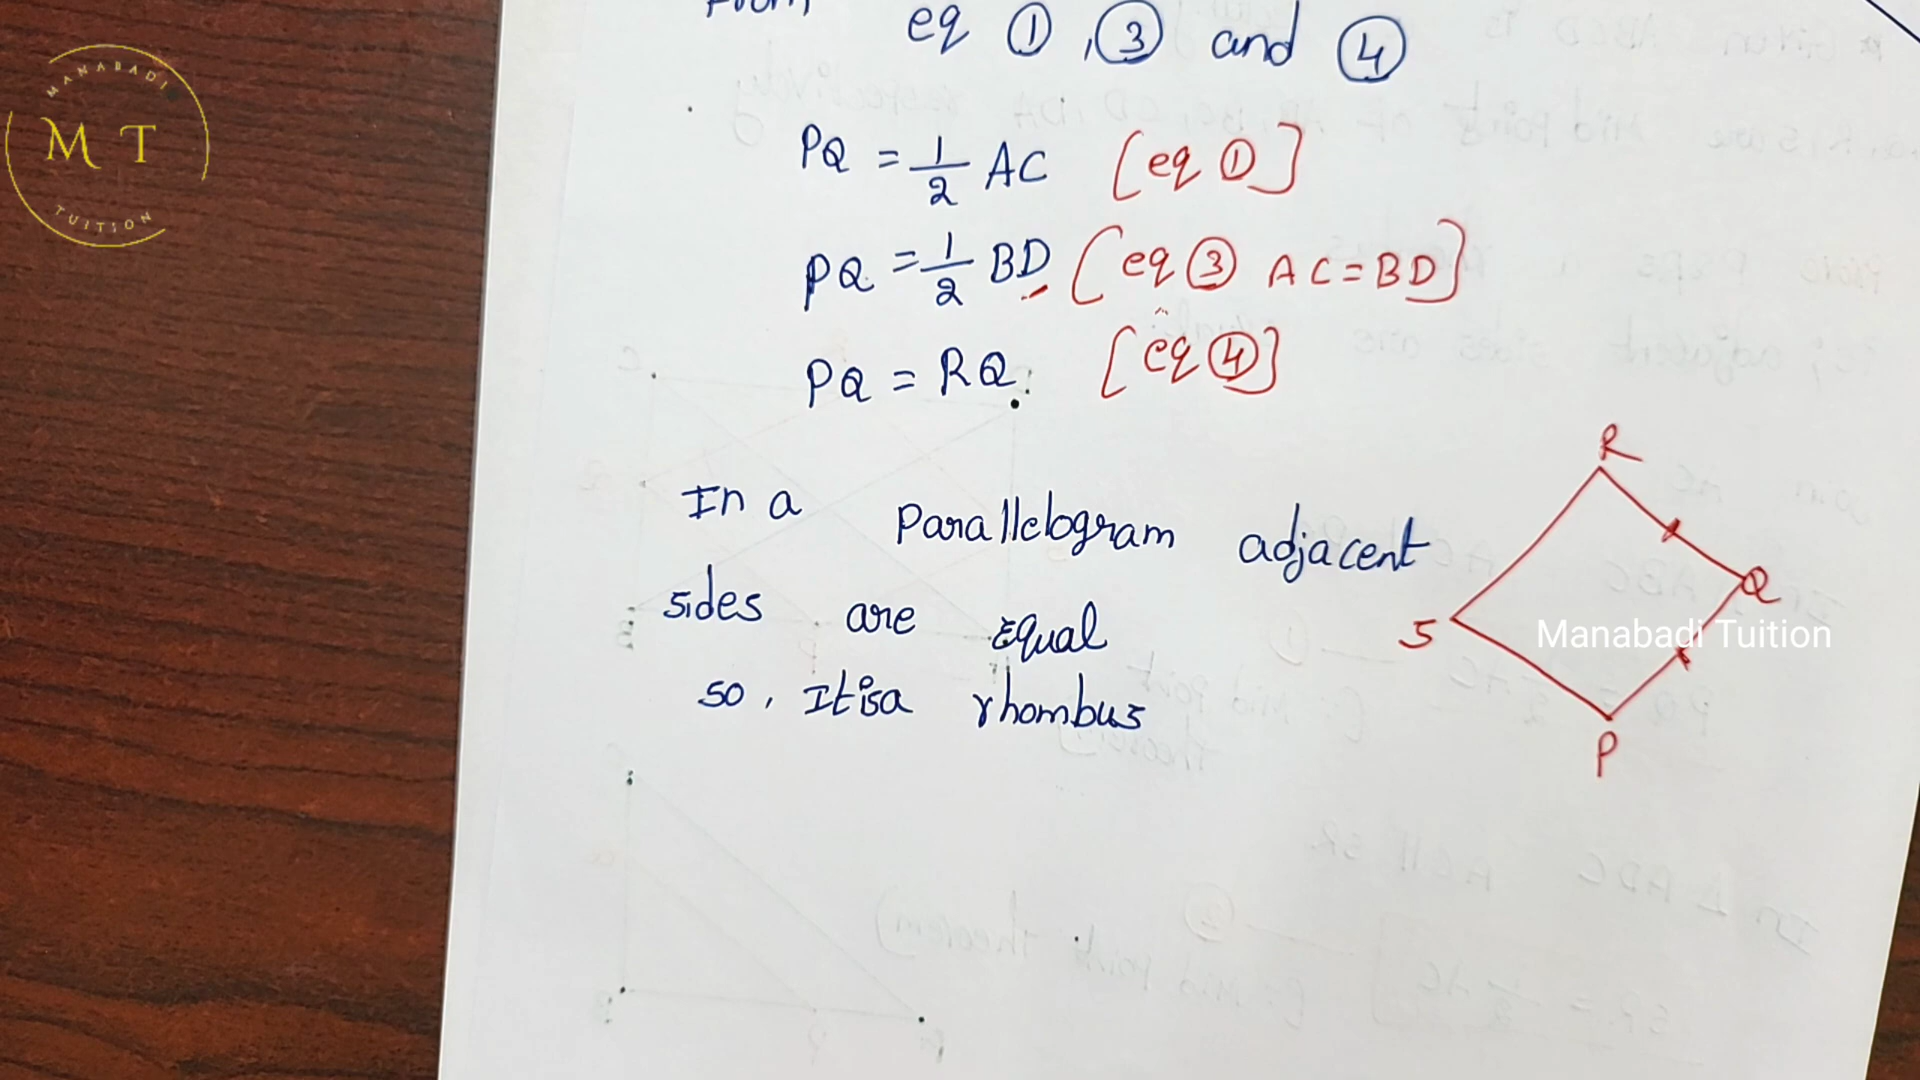 MANABADI
M T
TUITION
eq ① , ③ and ④
PQ = 1/2 AC [eq ①]
PQ = 1/2 BD [eq ③ AC = BD]
PQ = RQ [eq ④]
In a Parallelogram adjacent
sides are Equal
so, It is a rhombus
R
Q
S
P
Manabadi Tuition